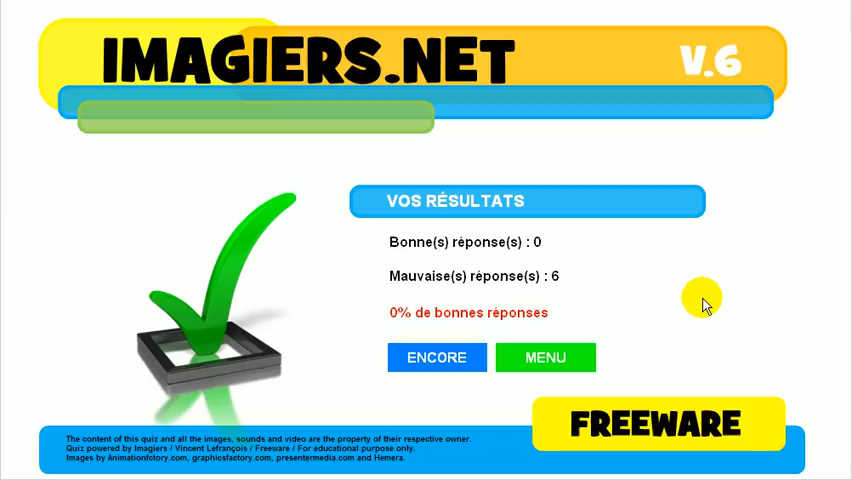 IMAGIERS.NET
V.6
VOS RÉSULTATS
Bonne(s) réponse(s) : 0
Mauvaise(s) réponse(s) : 6
0% de bonnes réponses
ENCORE
MENU
FREEWARE
The content of this quiz and all the images, sounds and video are the property of their respective owner.
Quiz powered by Imagiers / Vincent Lefrançois / Freeware / For educational purpose only.
Images by Animationfctory.com, graphicsfactory.com, presentermedia.com and Hemera.